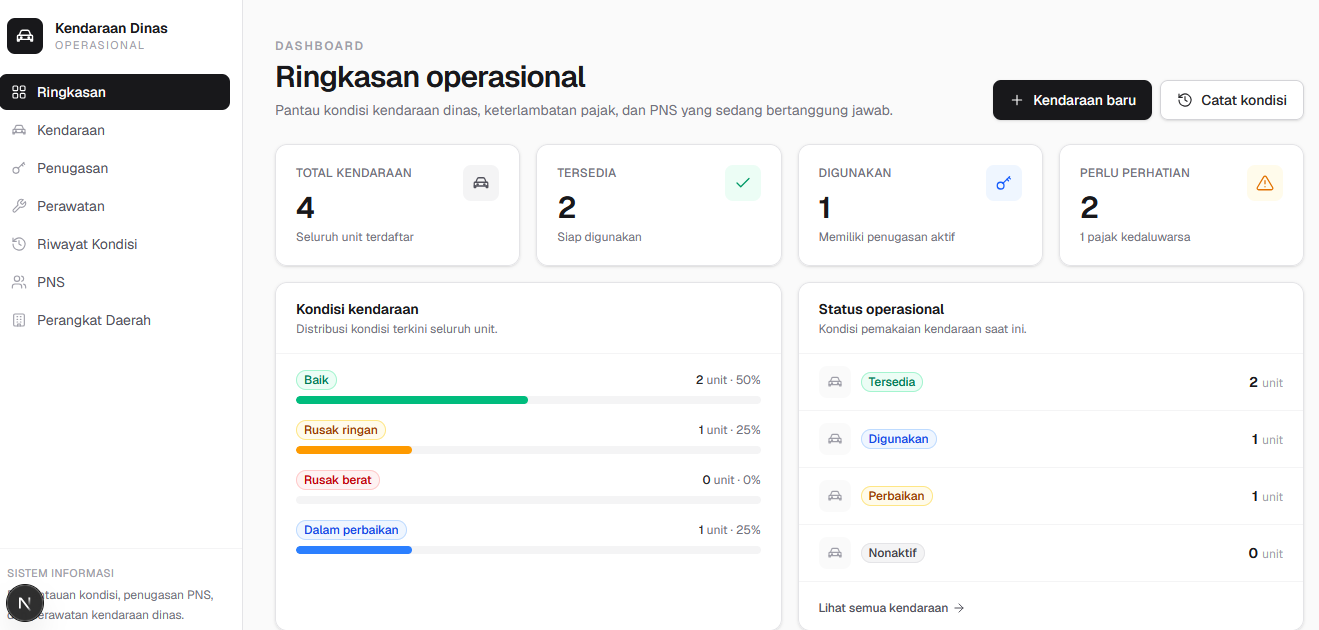 Kendaraan Dinas
OPERASIONAL
Ringkasan
Kendaraan
Penugasan
Perawatan
Riwayat Kondisi
PNS
Perangkat Daerah
SISTEM INFORMASI
tauan kondisi, penugasan PNS,
erawatan kendaraan dinas.
N
DASHBOARD
Ringkasan operasional
Pantau kondisi kendaraan dinas, keterlambatan pajak, dan PNS yang sedang bertanggung jawab.
Kendaraan baru
Catat kondisi
TOTAL KENDARAAN
4
Seluruh unit terdaftar
TERSEDIA
2
Siap digunakan
DIGUNAKAN
1
Memiliki penugasan aktif
PERLU PERHATIAN
2
1 pajak kedaluwarsa
Kondisi kendaraan
Distribusi kondisi terkini seluruh unit.
Baik 2 unit · 50%
Rusak ringan 1 unit · 25%
Rusak berat 0 unit · 0%
Dalam perbaikan 1 unit · 25%
Status operasional
Kondisi pemakaian kendaraan saat ini.
Tersedia 2 unit
Digunakan 1 unit
Perbaikan 1 unit
Nonaktif 0 unit
Lihat semua kendaraan →